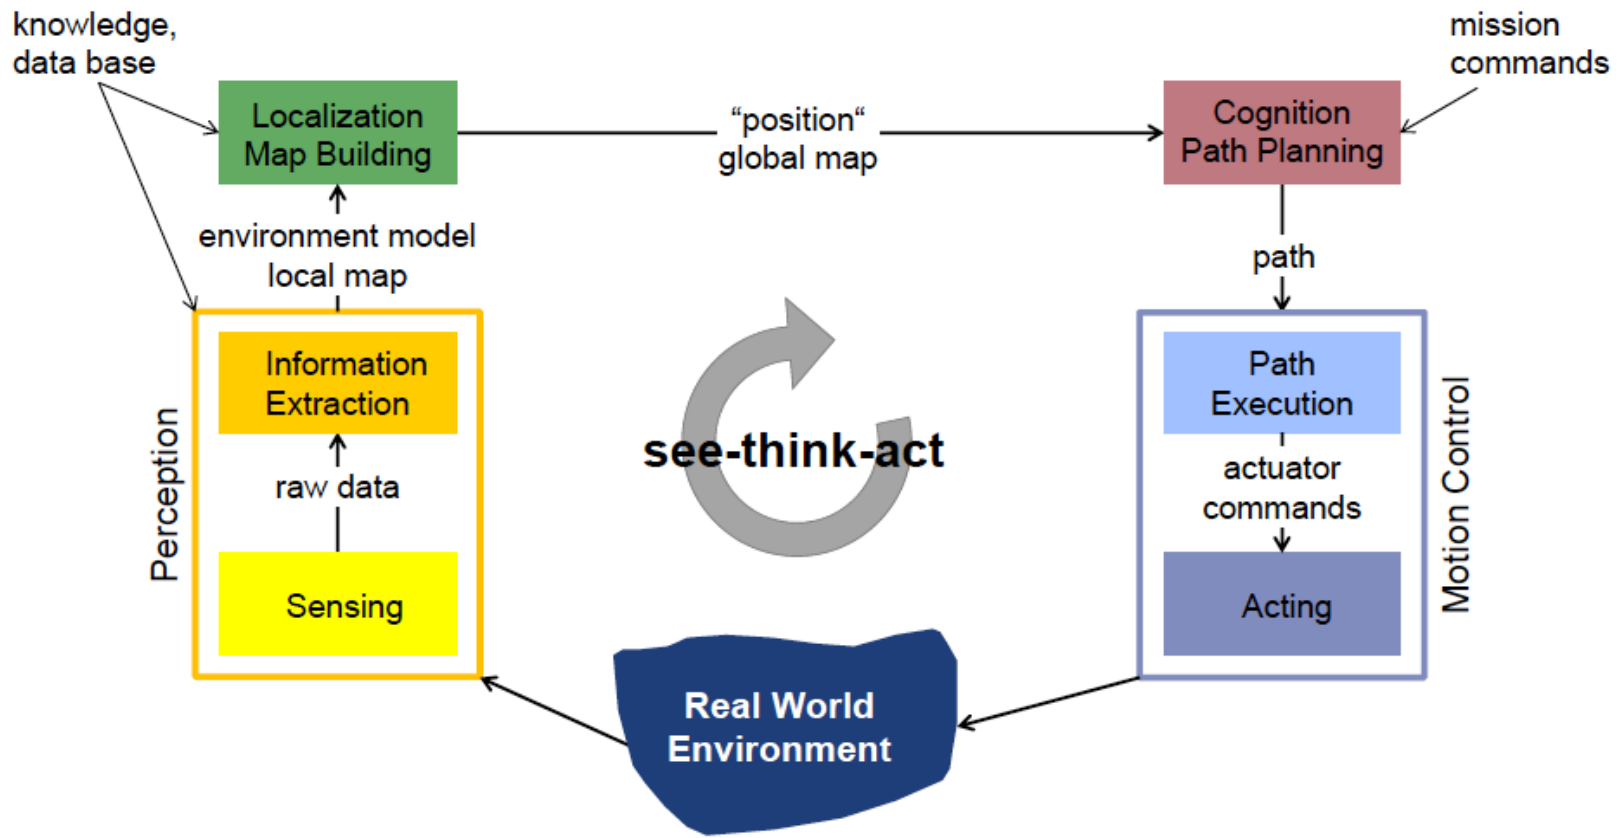 knowledge,
data base
mission
commands
Localization
Map Building
“position“
global map
Cognition
Path Planning
environment model
local map
path
Perception
Information
Extraction
raw data
Sensing
see-think-act
Path
Execution
actuator
commands
Acting
Motion Control
Real World
Environment